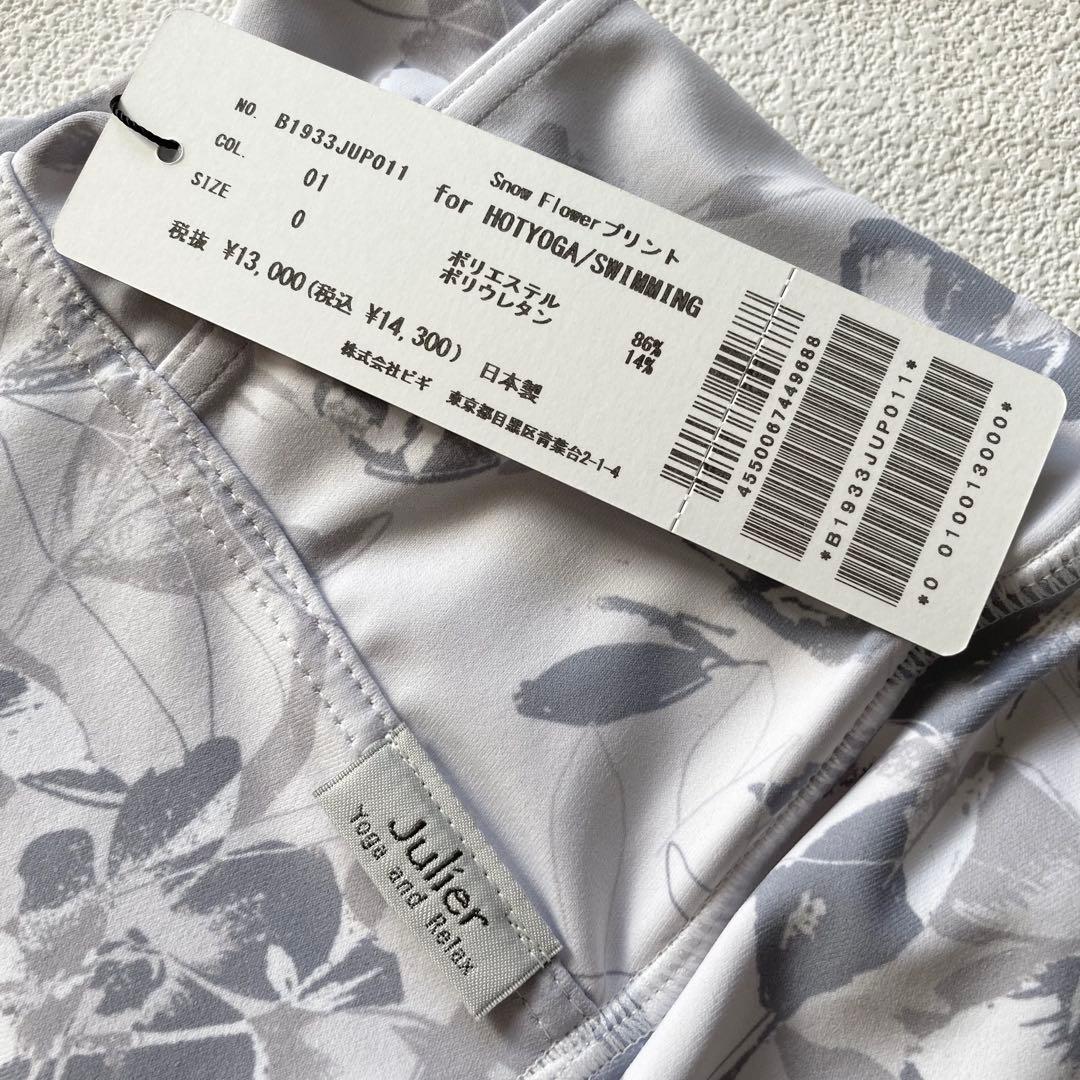 NO. B1933JUP011
COL. 01
SIZE 0
税抜 ¥13,000(税込 ¥14,300)
Snow Flowerプリント
for HOTYOGA/SWIMMING
ポリエステル 86%
ポリウレタン 14%
日本製
株式会社ビギ 東京都目黒区青葉台2-1-4
4550067449688
*B1933JUP011*
*0 010013000*
Julier
Yoga and Relax